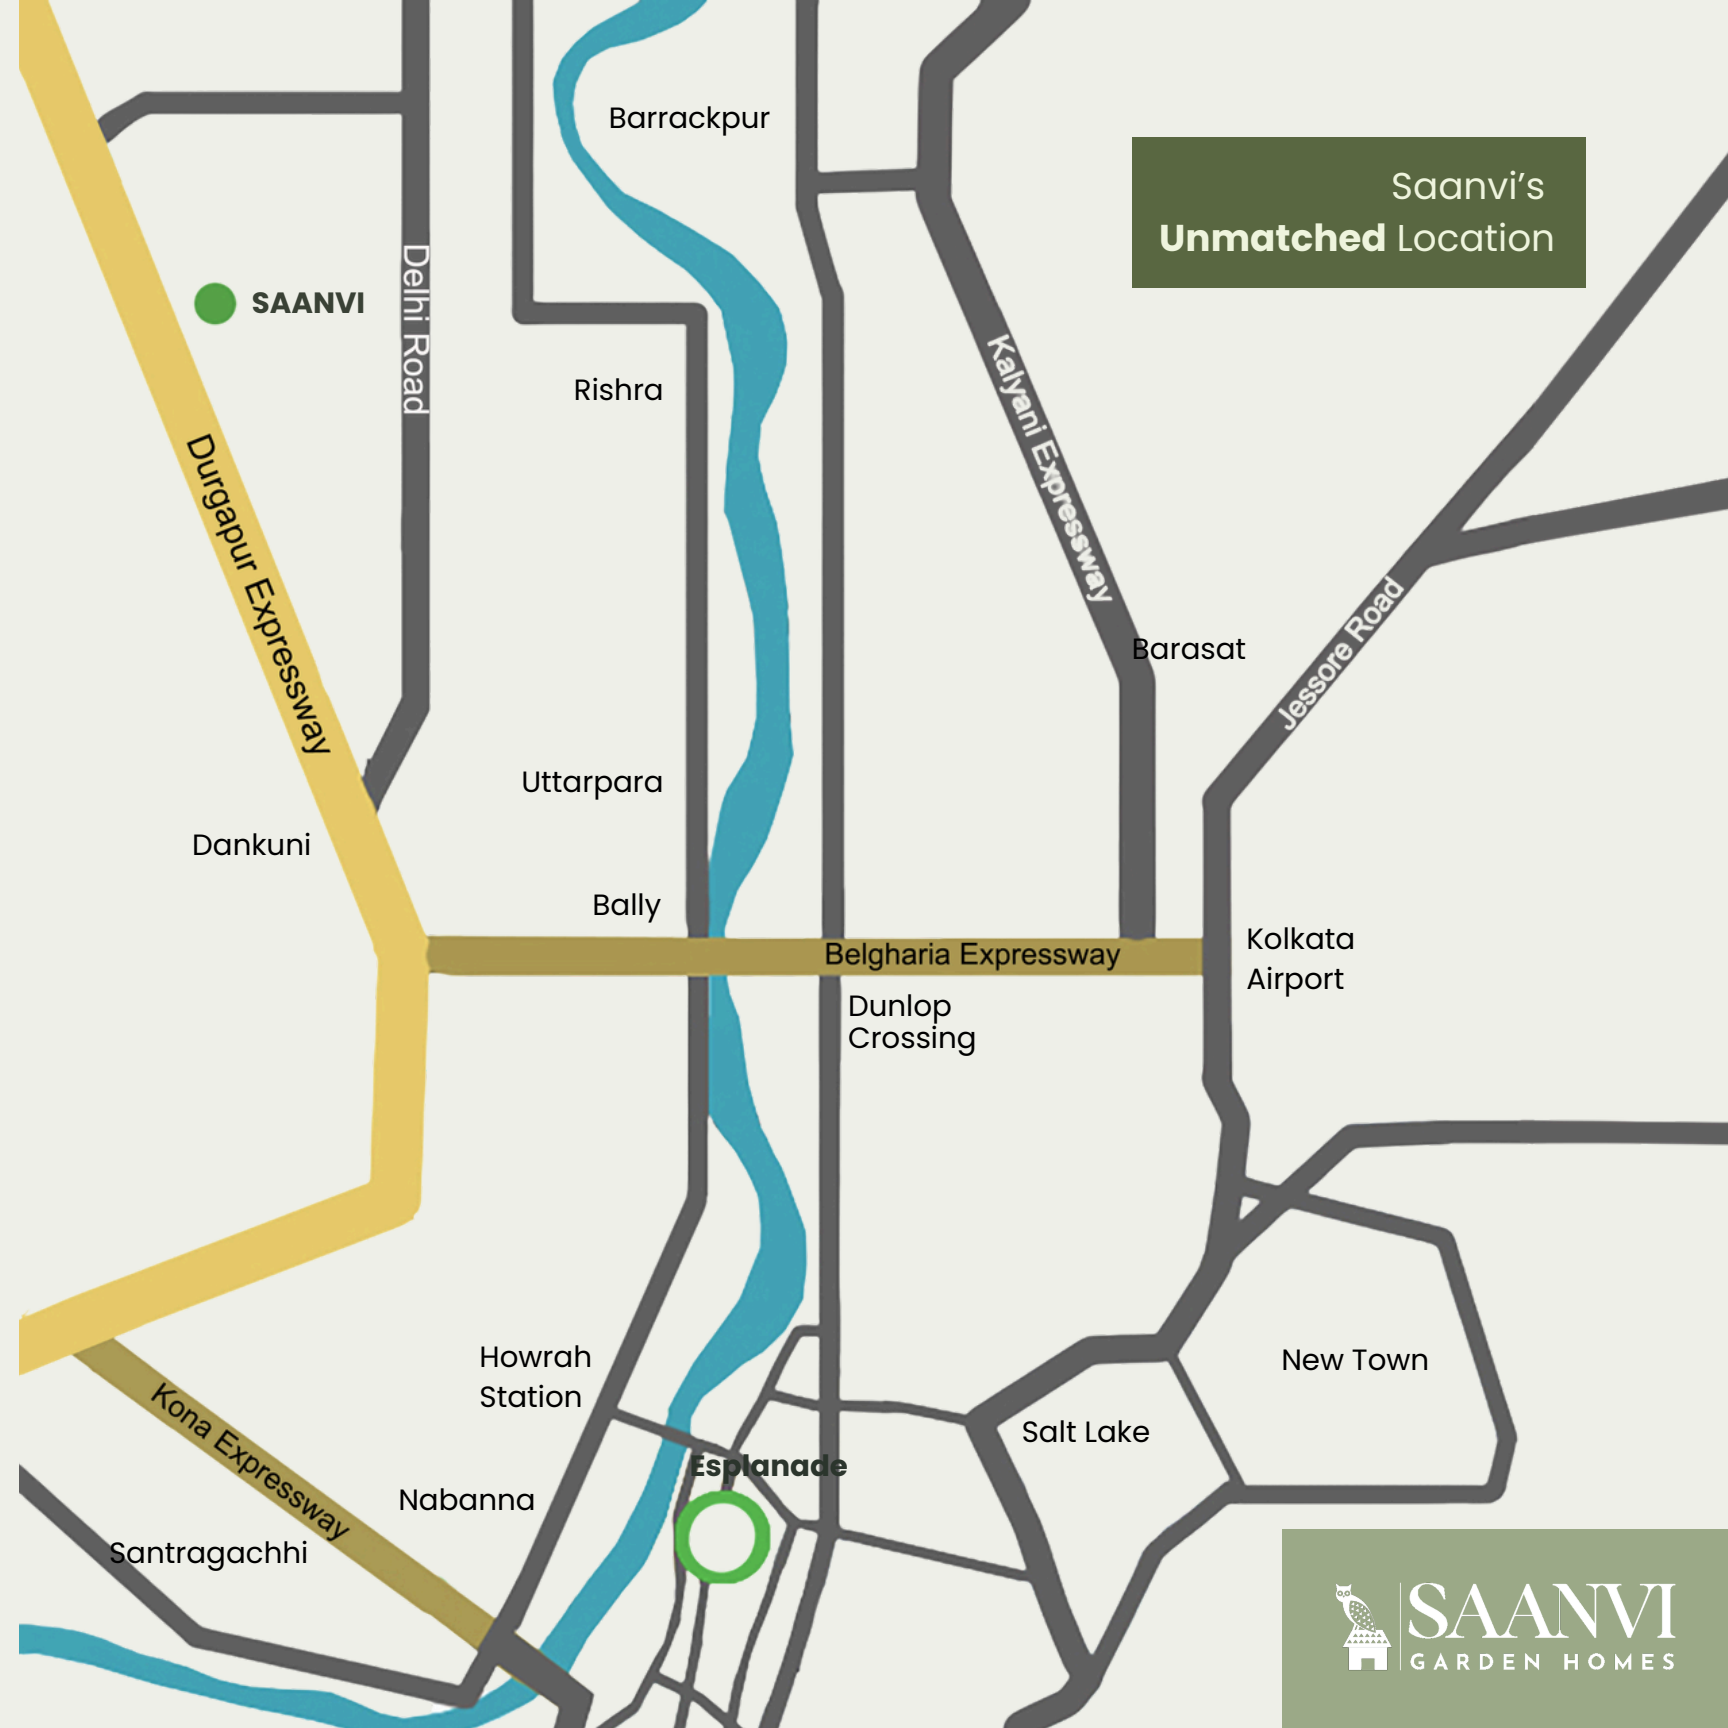 Barrackpur
Saanvi’s
Unmatched Location
Delhi Road
SAANVI
Kalyani Expressway
Rishra
Durgapur Expressway
Jessore Road
Barasat
Uttarpara
Dankuni
Bally
Belgharia Expressway
Kolkata
Airport
Dunlop
Crossing
Howrah
Station
New Town
Kona Expressway
Salt Lake
Esplanade
Nabanna
Santragachhi
SAANVI
GARDEN HOMES